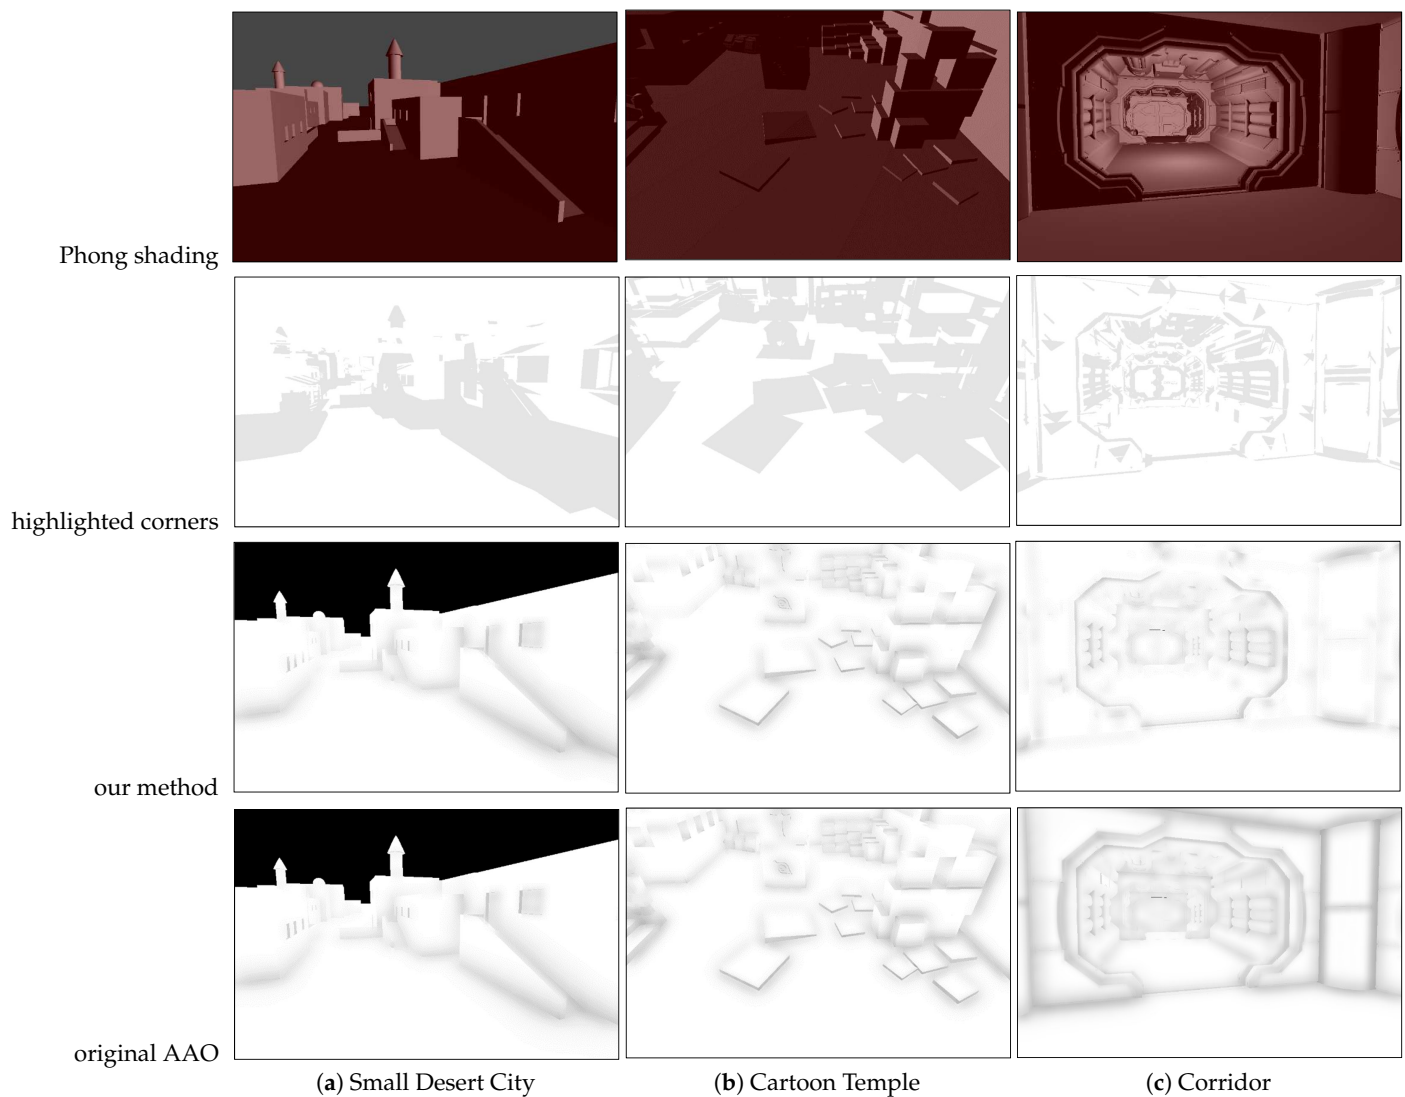 Phong shading
highlighted corners
our method
original AAO
(a) Small Desert City
(b) Cartoon Temple
(c) Corridor